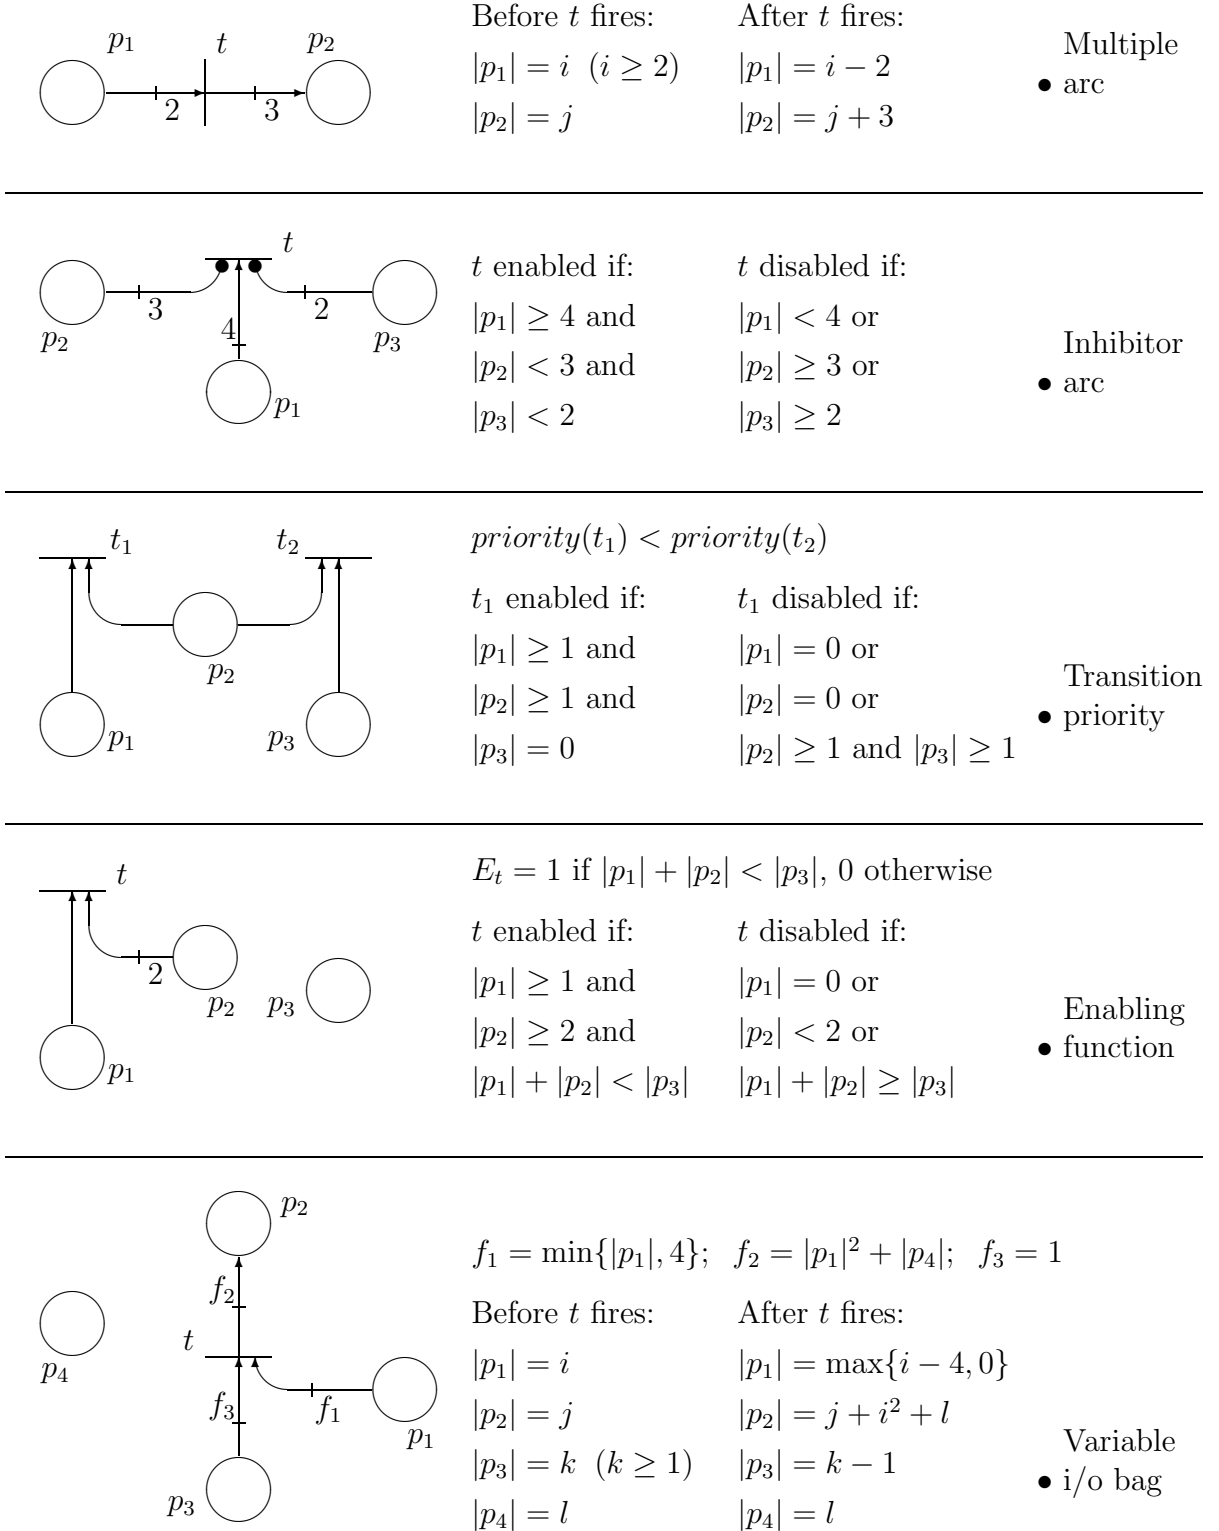 Before t fires: After t fires:
p₁ t p₂
|p₁| = i (i ≥ 2) |p₁| = i − 2 Multiple
2 3 • arc
|p₂| = j |p₂| = j + 3
t
t enabled if: t disabled if:
3 2 |p₁| ≥ 4 and |p₁| < 4 or
p₂ 4 p₃ |p₂| < 3 and |p₂| ≥ 3 or Inhibitor
• arc
p₁ |p₃| < 2 |p₃| ≥ 2
t₁ t₂ priority(t₁) < priority(t₂)
t₁ enabled if: t₁ disabled if:
|p₁| ≥ 1 and |p₁| = 0 or
p₂ |p₂| ≥ 1 and |p₂| = 0 or Transition
• priority
p₁ p₃ |p₃| = 0 |p₂| ≥ 1 and |p₃| ≥ 1
t Eₜ = 1 if |p₁| + |p₂| < |p₃|, 0 otherwise
t enabled if: t disabled if:
2 |p₁| ≥ 1 and |p₁| = 0 or
p₂ p₃ Enabling
|p₂| ≥ 2 and |p₂| < 2 or • function
p₁ |p₁| + |p₂| < |p₃| |p₁| + |p₂| ≥ |p₃|
p₂
f₁ = min{|p₁|, 4}; f₂ = |p₁|² + |p₄|; f₃ = 1
f₂ Before t fires: After t fires:
t
p₄ |p₁| = i |p₁| = max{i − 4, 0}
f₃ f₁ |p₂| = j |p₂| = j + i² + l
p₁ Variable
|p₃| = k (k ≥ 1) |p₃| = k − 1 • i/o bag
p₃ |p₄| = l |p₄| = l